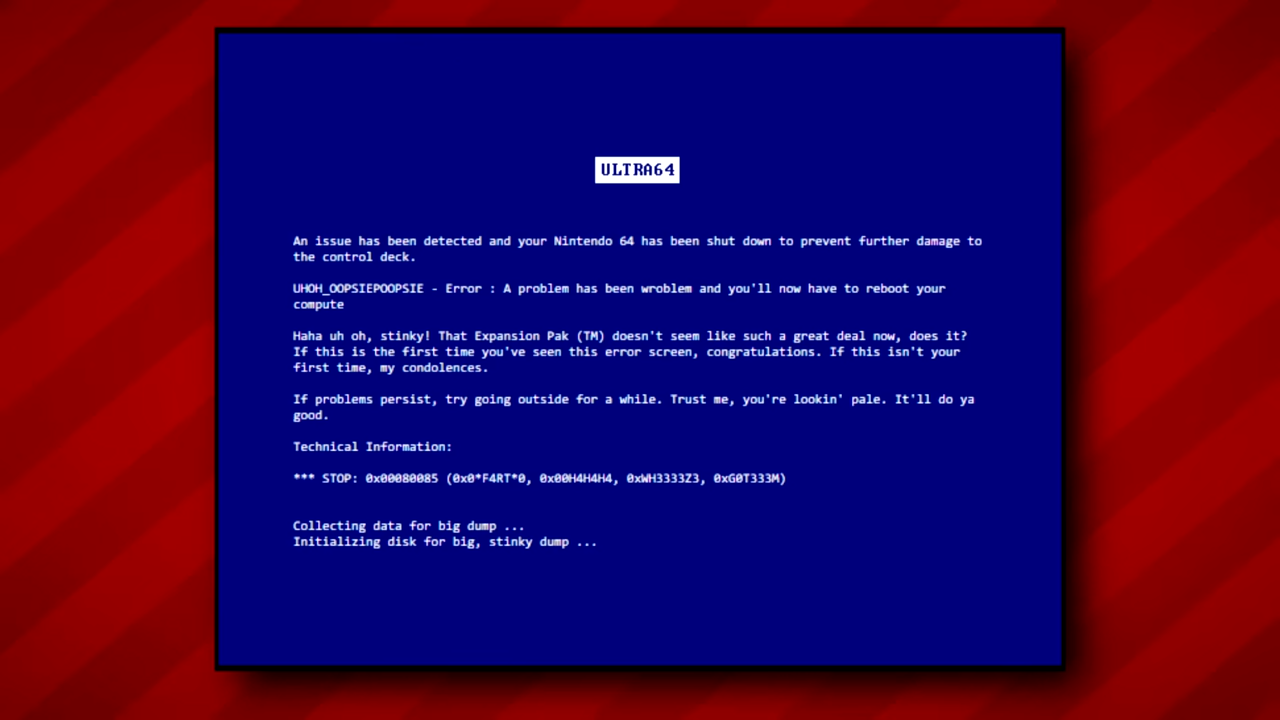 ULTRA64
An issue has been detected and your Nintendo 64 has been shut down to prevent further damage to
the control deck.
UHOH_OOPSIEPOOPSIE - Error : A problem has been wroblem and you'll now have to reboot your
compute
Haha uh oh, stinky! That Expansion Pak (TM) doesn't seem like such a great deal now, does it?
If this is the first time you've seen this error screen, congratulations. If this isn't your
first time, my condolences.
If problems persist, try going outside for a while. Trust me, you're lookin' pale. It'll do ya
good.
Technical Information:
*** STOP: 0x00080085 (0x0*F4RT*0, 0x00H4H4H4, 0xWH3333Z3, 0xG0T333M)
Collecting data for big dump ...
Initializing disk for big, stinky dump ...